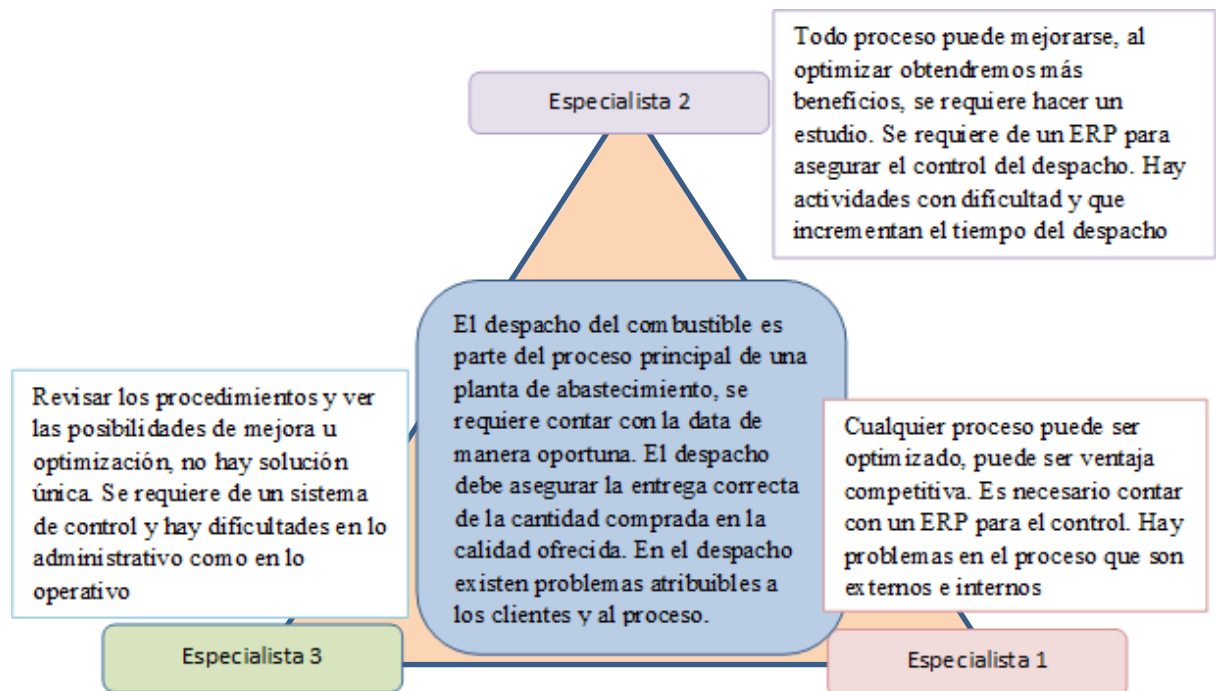 Todo proceso puede mejorarse, al
optimizar obtendremos más
beneficios, se requiere hacer un
estudio. Se requiere de un ERP para
asegurar el control del despacho. Hay
actividades con dificultad y que
incrementan el tiempo del despacho
Especialista 2
El despacho del combustible es
parte del proceso principal de una
planta de abastecimiento, se
requiere contar con la data de
manera oportuna. El despacho
debe asegurar la entrega correcta
de la cantidad comprada en la
calidad ofrecida. En el despacho
existen problemas atribuibles a
los clientes y al proceso.
Revisar los procedimientos y ver
las posibilidades de mejora u
optimización, no hay solución
única. Se requiere de un sistema
de control y hay dificultades en lo
administrativo como en lo
operativo
Cualquier proceso puede ser
optimizado, puede ser ventaja
competitiva. Es necesario contar
con un ERP para el control. Hay
problemas en el proceso que son
externos e internos
Especialista 3
Especialista 1